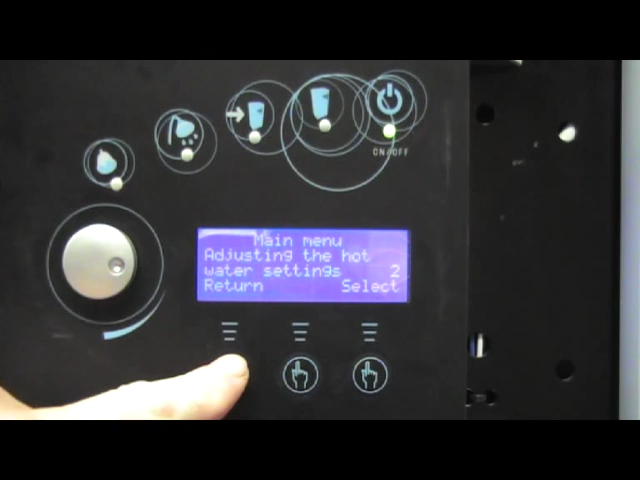 ON/OFF
Main menu
Adjusting the hot
water settings 2
Return Select